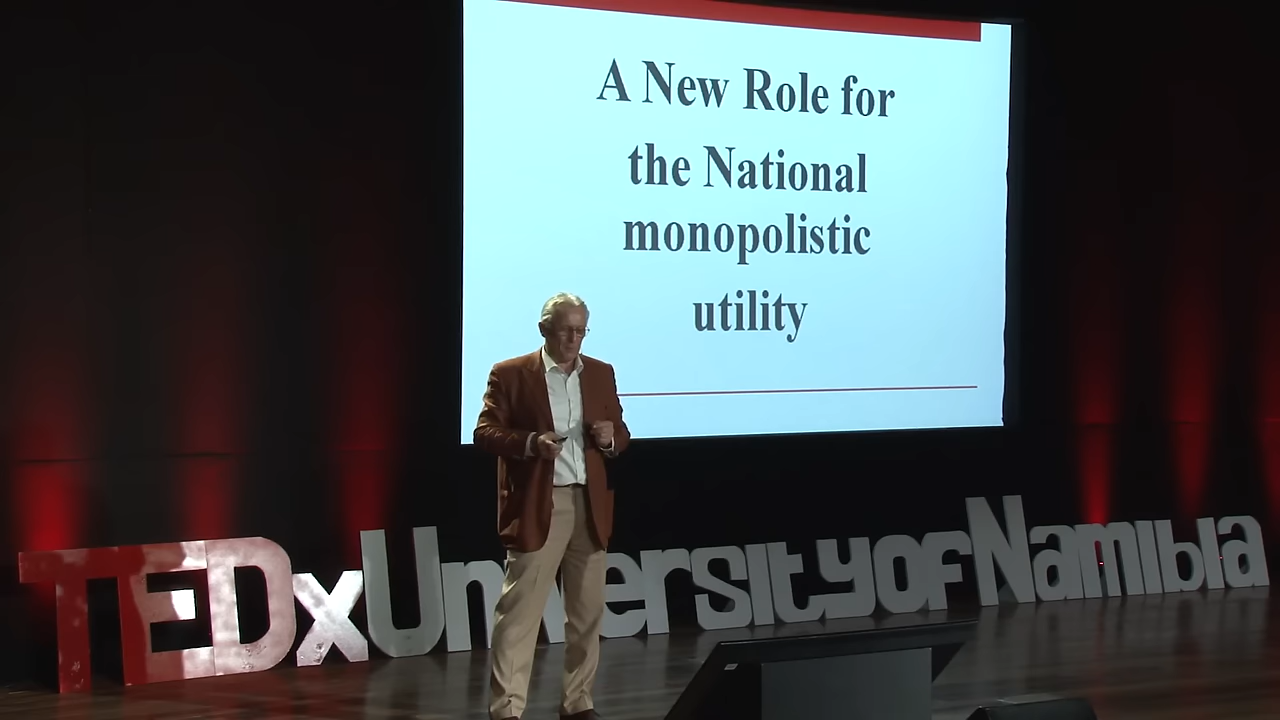 A New Role for
the National
monopolistic
utility
TEDxUniversityofNamibia